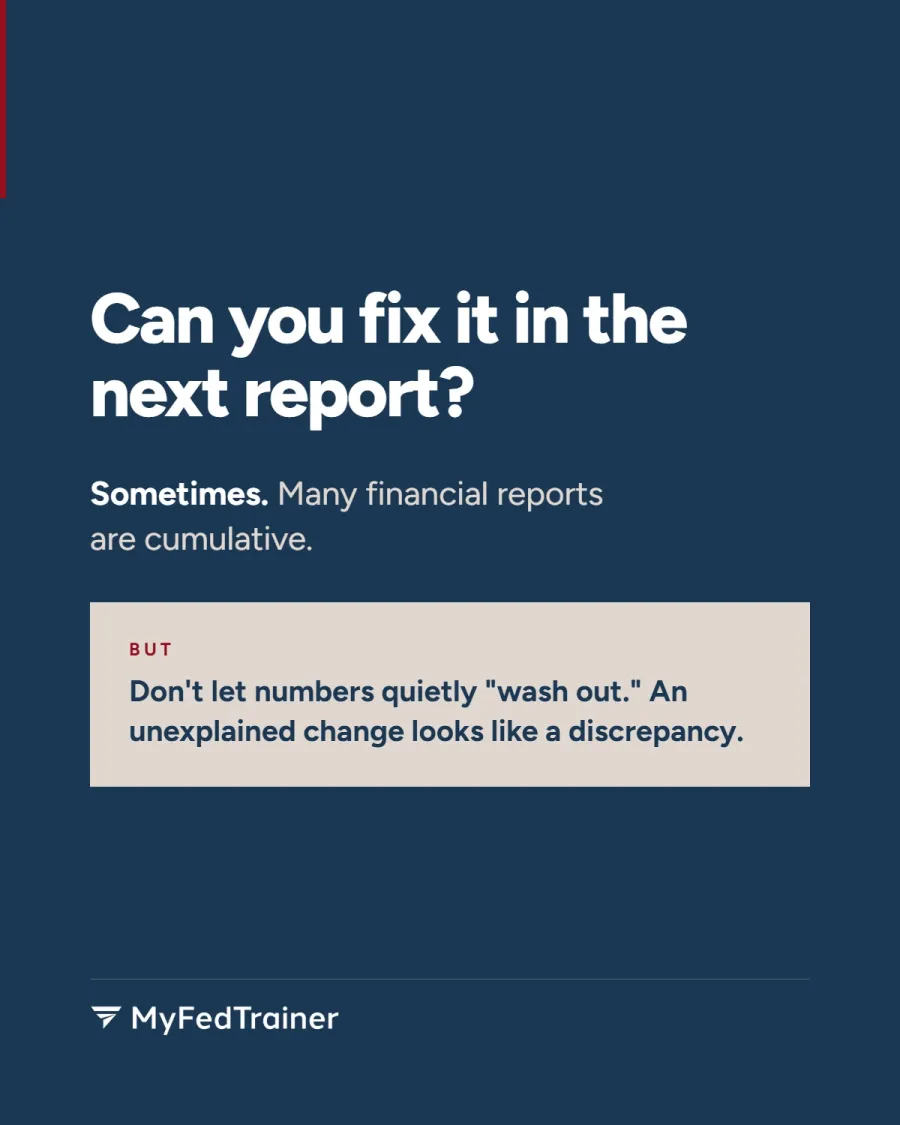 Can you fix it in the
next report?
Sometimes. Many financial reports
are cumulative.
BUT
Don't let numbers quietly "wash out." An
unexplained change looks like a discrepancy.
MyFedTrainer